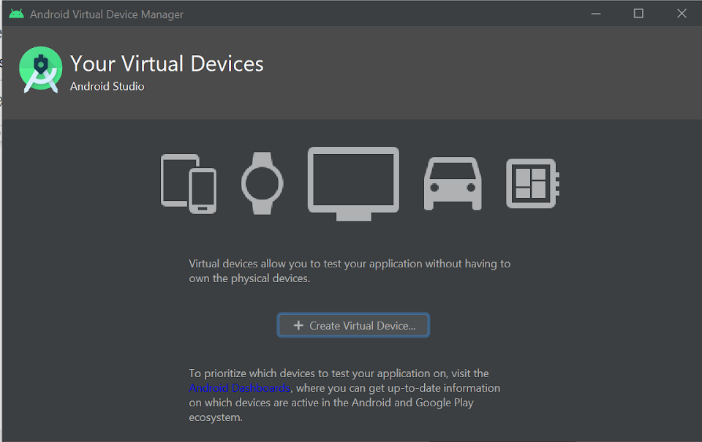 Android Virtual Device Manager
Your Virtual Devices
Android Studio
Virtual devices allow you to test your application without having to
own the physical devices.
+ Create Virtual Device...
To prioritize which devices to test your application on, visit the
Android Dashboards, where you can get up-to-date information
on which devices are active in the Android and Google Play
ecosystem.